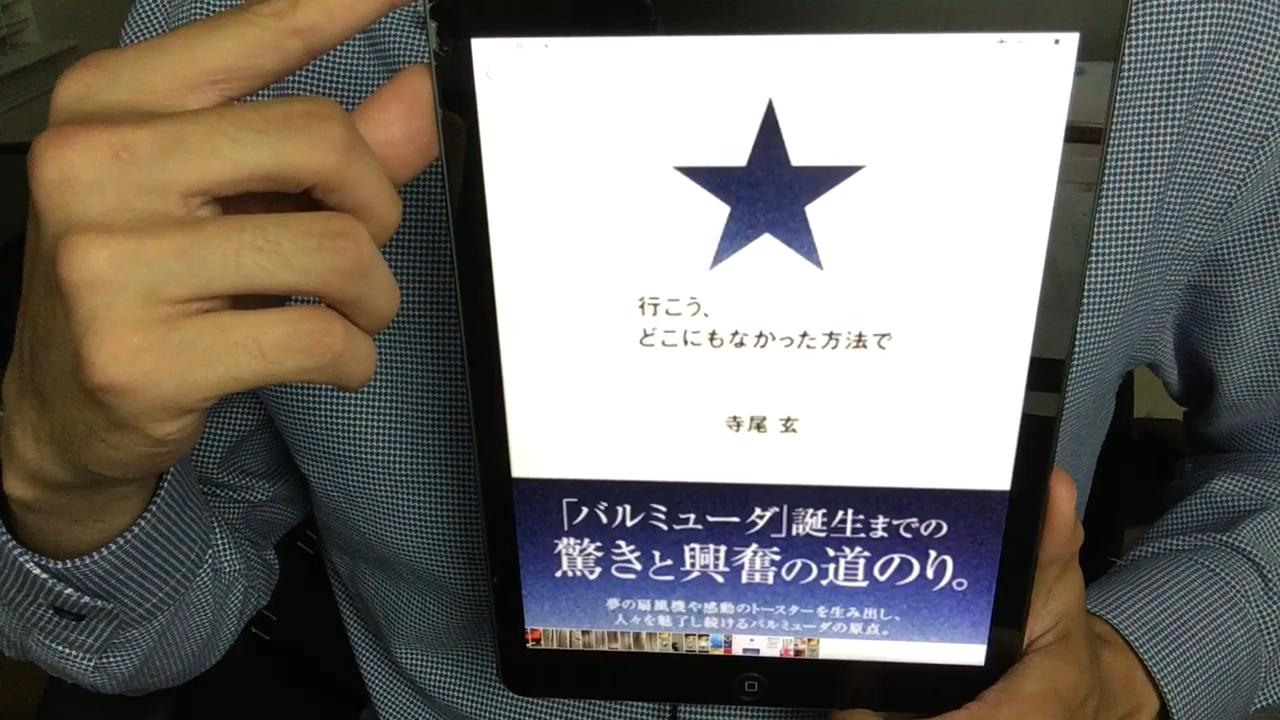 行こう、
どこにもなかった方法で
寺尾 玄
「バルミューダ」誕生までの
驚きと興奮の道のり。
夢の扇風機や感動のトースターを生み出し、
人々を魅了し続けるバルミューダの原点。